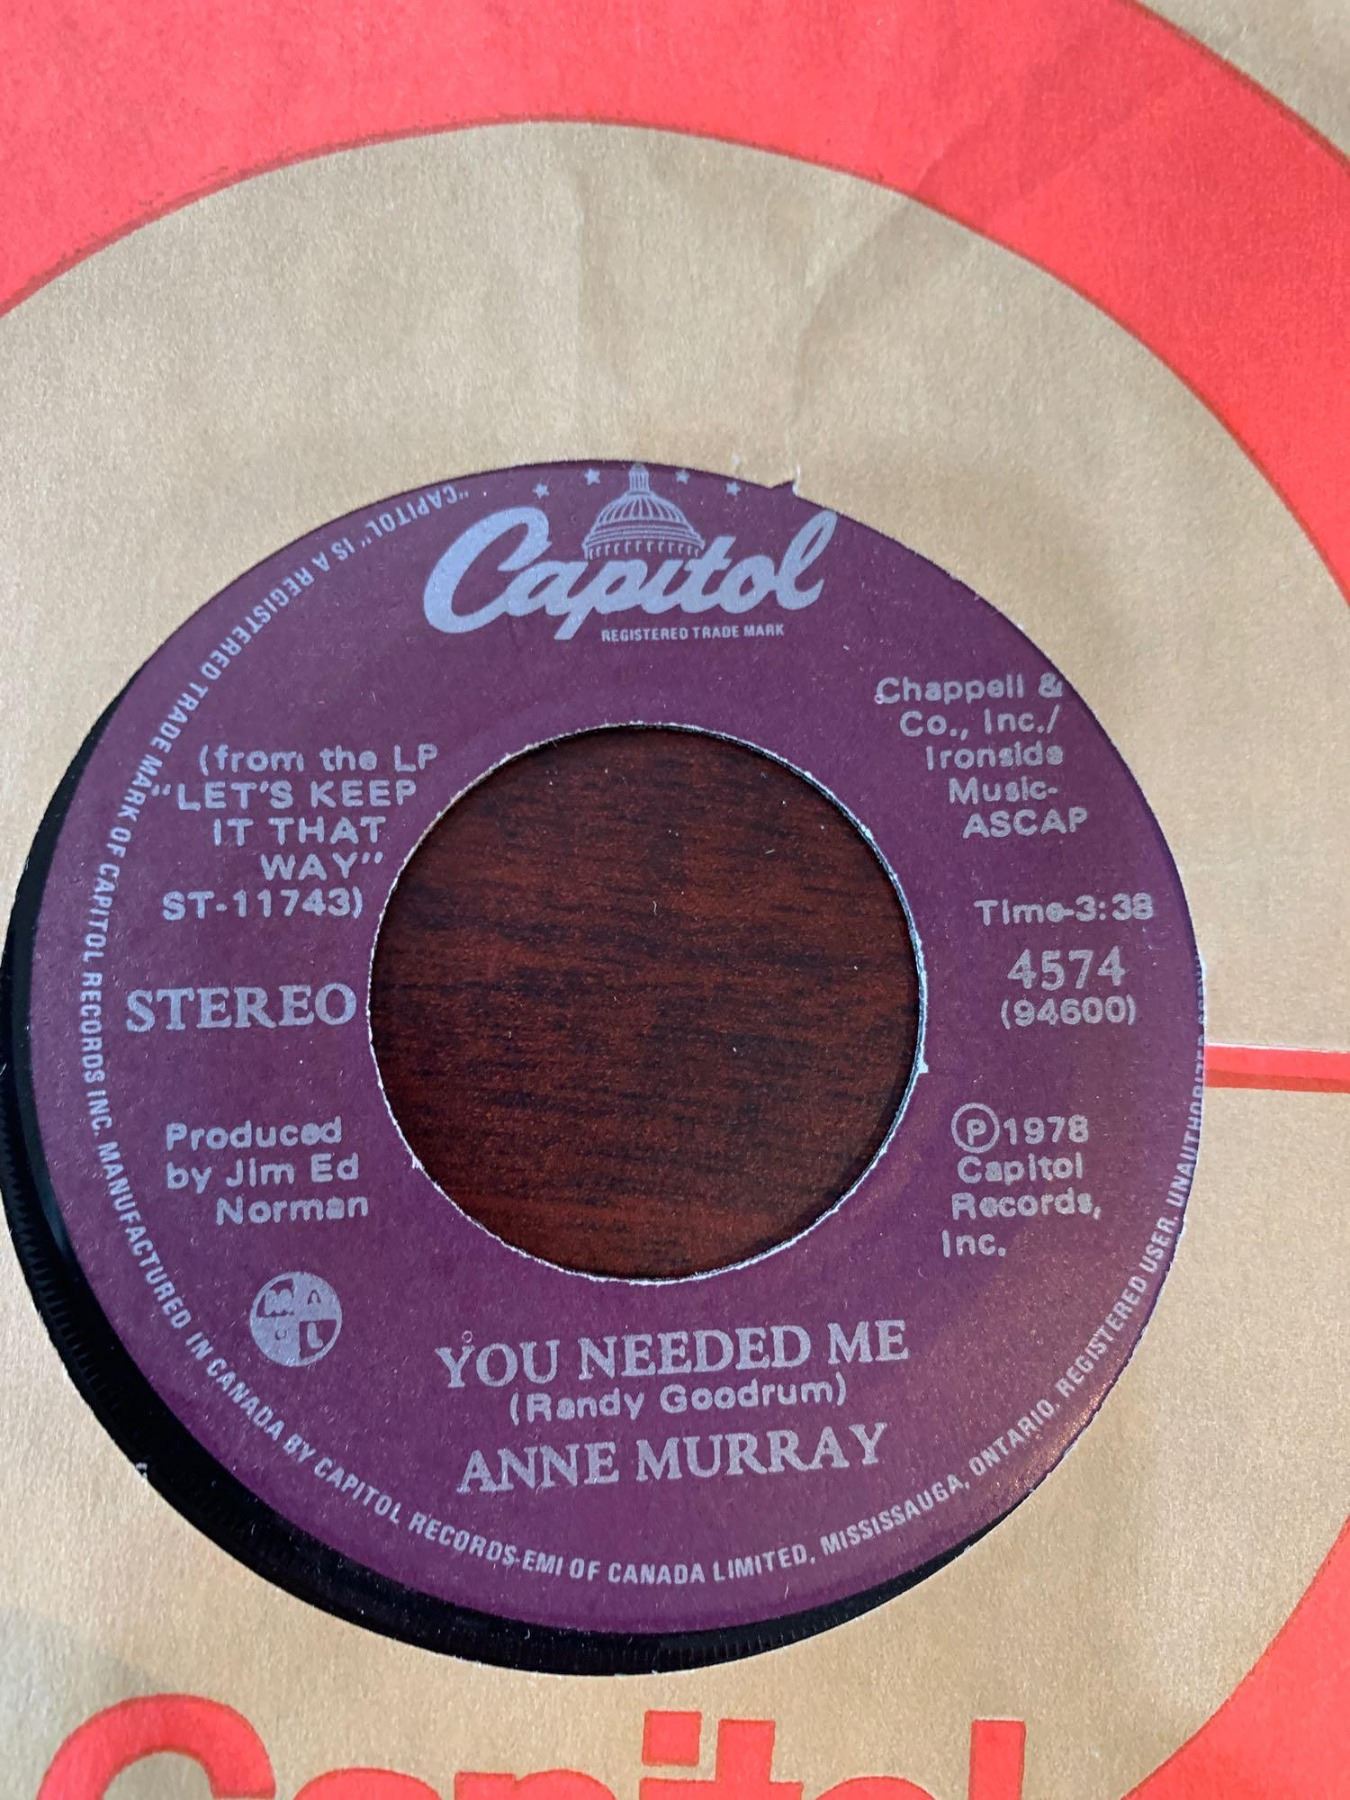 Capitol
REGISTERED TRADE MARK
(from the LP
"LET'S KEEP
IT THAT
WAY"
ST-11743)
STEREO
Produced
by Jim Ed
Norman
Chappell &
Co., Inc./
Ironside
Music-
ASCAP
Time-3:38
4574
(94600)
Ⓟ1978
Capitol
Records,
Inc.
M A
P L
YOU NEEDED ME
(Randy Goodrum)
ANNE MURRAY
"CAPITOL" IS A REGISTERED TRADE MARK OF CAPITOL RECORDS INC. MANUFACTURED IN CANADA BY CAPITOL RECORDS-EMI OF CANADA LIMITED, MISSISSAUGA, ONTARIO, REGISTERED USER. UNAUTHORIZED
Capitol